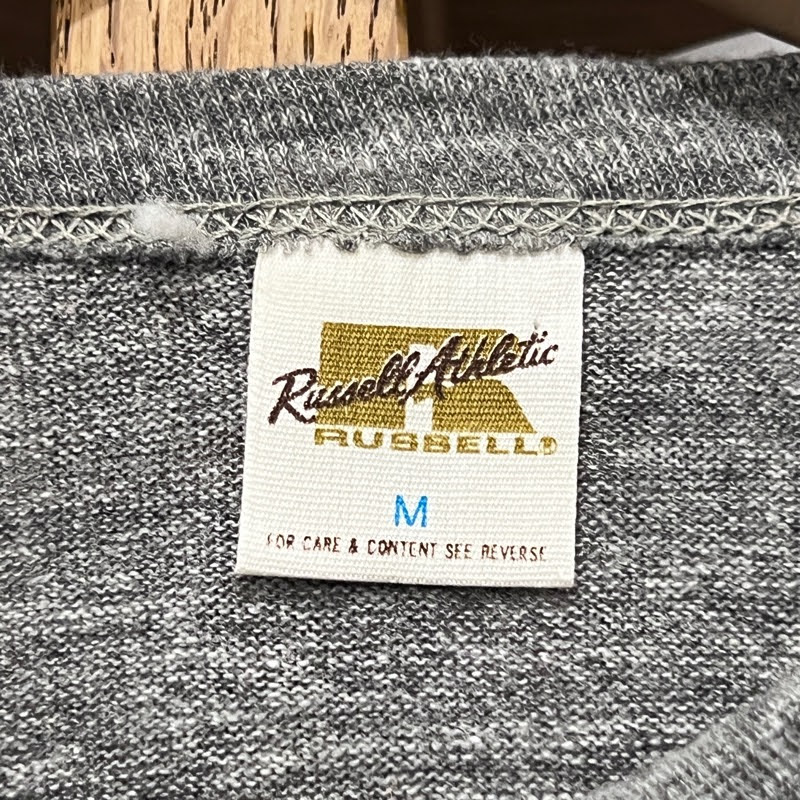 Russell Athletic
RUSSELL®
M
FOR CARE & CONTENT SEE REVERSE